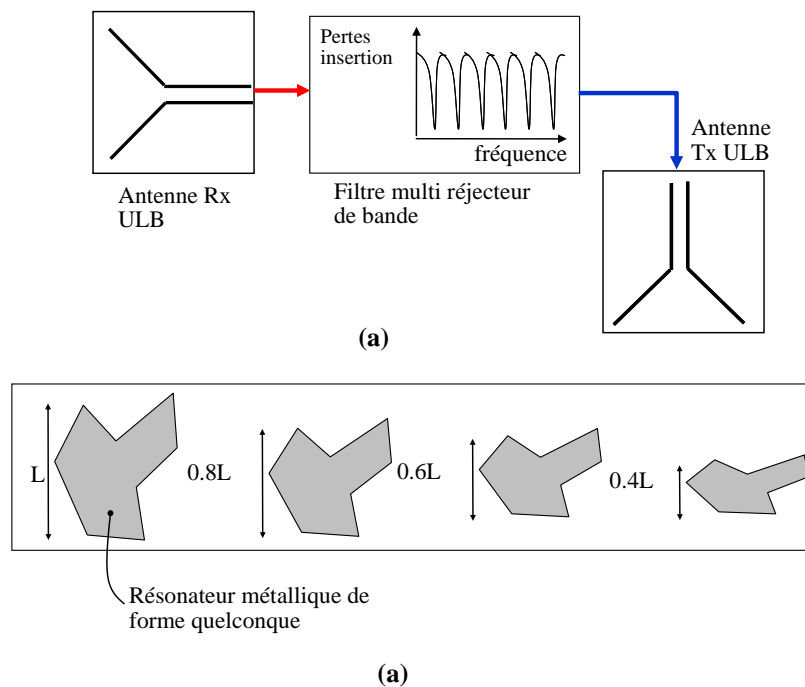 Pertes
insertion
fréquence
Antenne Rx
ULB
Filtre multi réjecteur
de bande
Antenne
Tx ULB
(a)
L
0.8L
0.6L
0.4L
Résonateur métallique de
forme quelconque
(a)